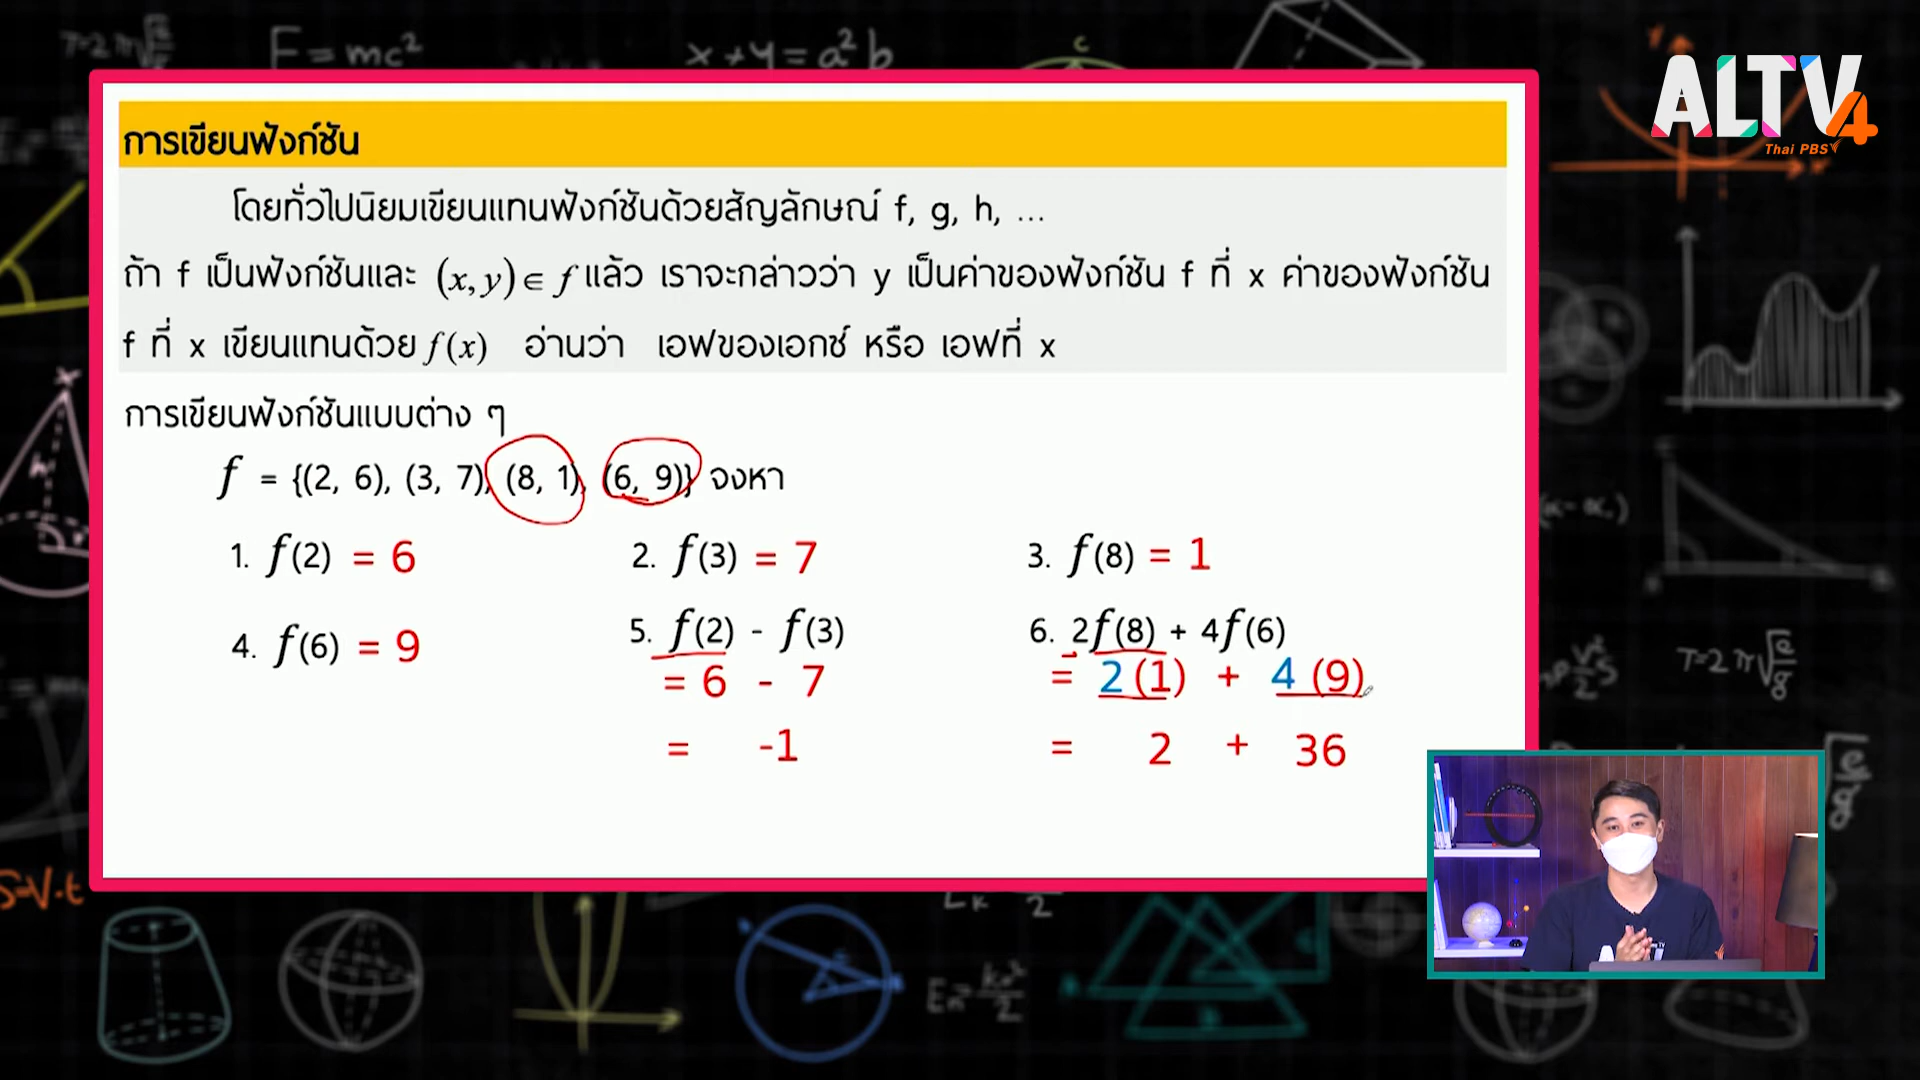 T=2π√
F=mc²
x+y=a²b
c
ALTV4
Thai PBS
การเขียนฟังก์ชัน
โดยทั่วไปนิยมเขียนแทนฟังก์ชันด้วยสัญลักษณ์ f, g, h, ...
ถ้า f เป็นฟังก์ชันและ (x, y) ∈ f แล้ว เราจะกล่าวว่า y เป็นค่าของฟังก์ชัน f ที่ x ค่าของฟังก์ชัน
f ที่ x เขียนแทนด้วย f(x) อ่านว่า เอฟของเอกซ์ หรือ เอฟที่ x
การเขียนฟังก์ชันแบบต่าง ๆ
f = {(2, 6), (3, 7), (8, 1), (6, 9)} จงหา
1. f(2) = 6 2. f(3) = 7 3. f(8) = 1
4. f(6) = 9 5. f(2) - f(3) 6. 2f(8) + 4f(6)
= 6 - 7 = 2 (1) + 4 (9)
= -1 = 2 + 36
S=V·t